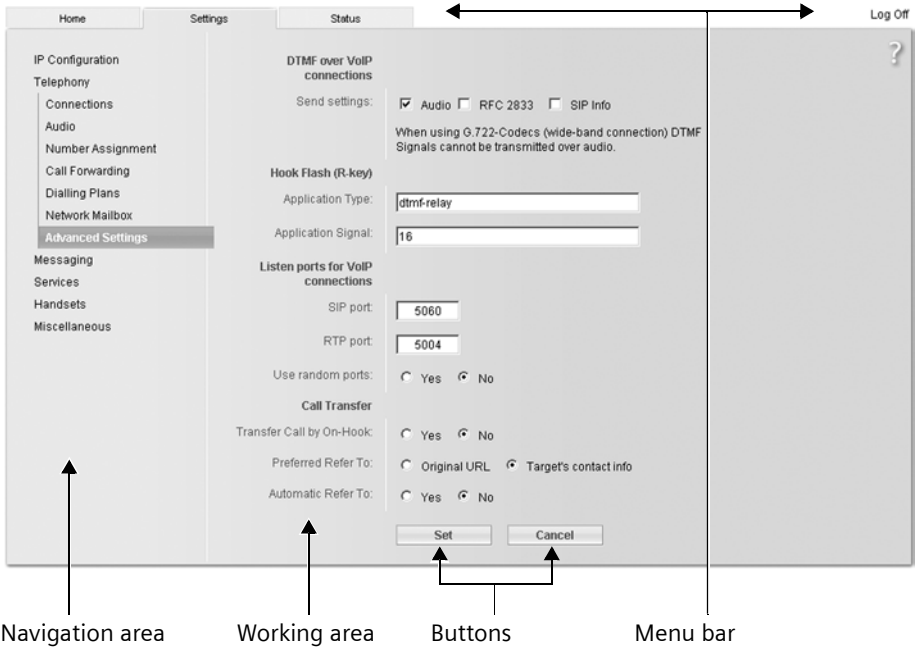 Home Settings Status Log Off
?
IP Configuration
Telephony
Connections
Audio
Number Assignment
Call Forwarding
Dialling Plans
Network Mailbox
Advanced Settings
Messaging
Services
Handsets
Miscellaneous
DTMF over VoIP
connections
Send settings: Audio RFC 2833 SIP Info
When using G.722-Codecs (wide-band connection) DTMF
Signals cannot be transmitted over audio.
Hook Flash (R-key)
Application Type: dtmf-relay
Application Signal: 16
Listen ports for VoIP
connections
SIP port: 5060
RTP port: 5004
Use random ports: Yes No
Call Transfer
Transfer Call by On-Hook: Yes No
Preferred Refer To: Original URL Target's contact info
Automatic Refer To: Yes No
Set Cancel
Navigation area Working area Buttons Menu bar